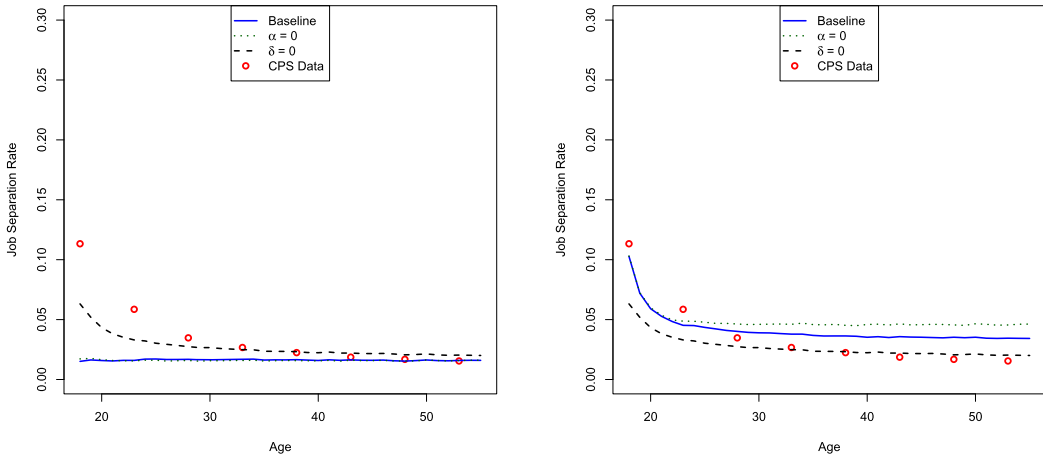 Baseline
α = 0
δ = 0
CPS Data
Job Separation Rate
0.30
0.25
0.20
0.15
0.10
0.05
0.00
20 30 40 50
Age
Baseline
α = 0
δ = 0
CPS Data
Job Separation Rate
0.30
0.25
0.20
0.15
0.10
0.05
0.00
20 30 40 50
Age